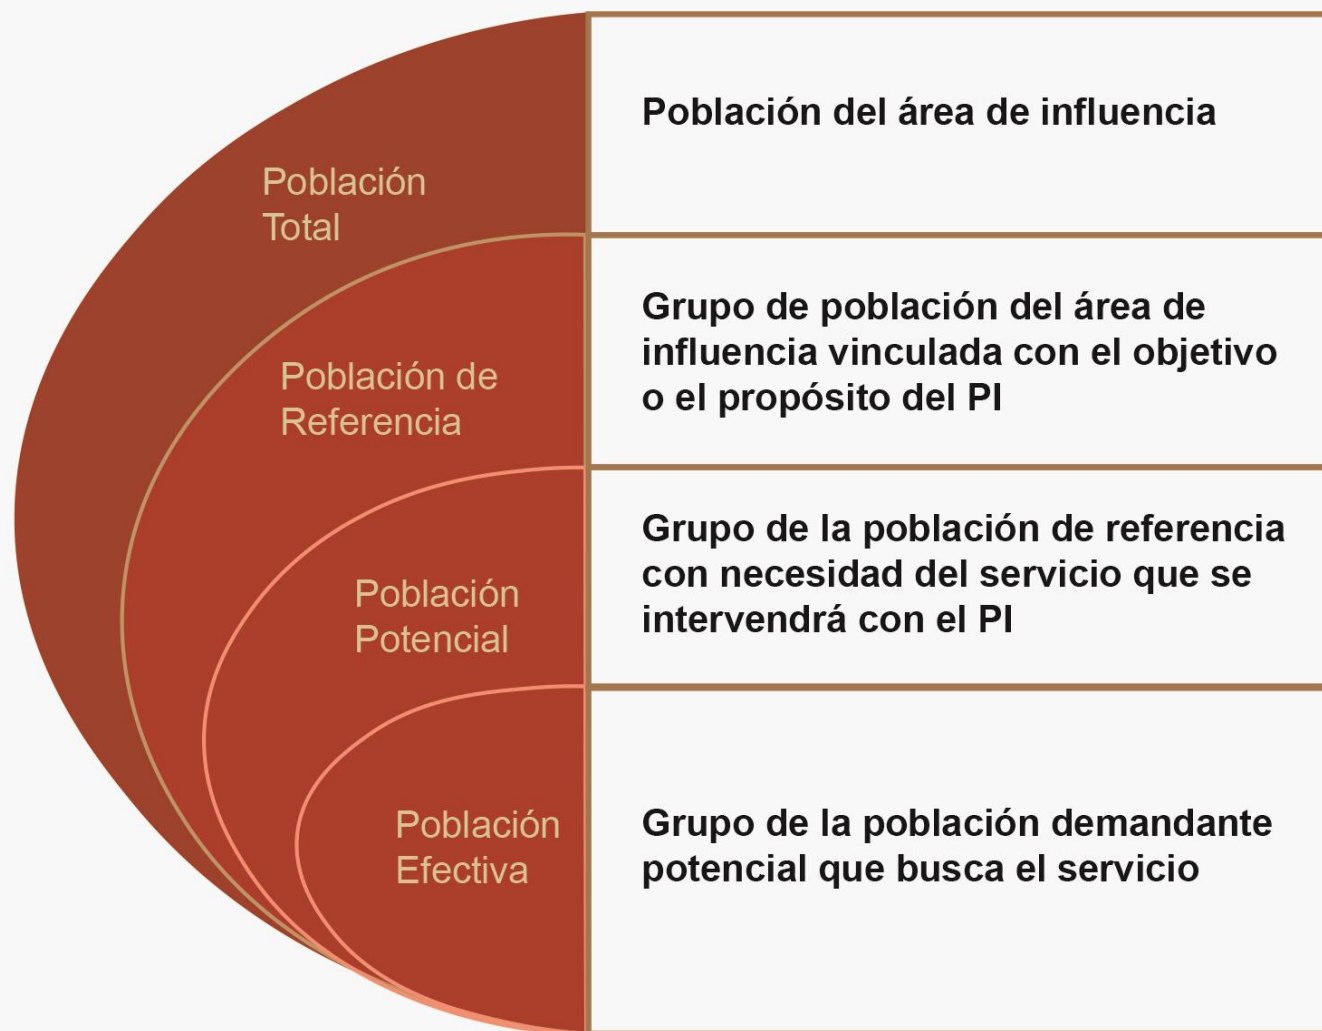 Población
Total
Población del área de influencia
Población de
Referencia
Grupo de población del área de
influencia vinculada con el objetivo
o el propósito del PI
Población
Potencial
Grupo de la población de referencia
con necesidad del servicio que se
intervendrá con el PI
Población
Efectiva
Grupo de la población demandante
potencial que busca el servicio